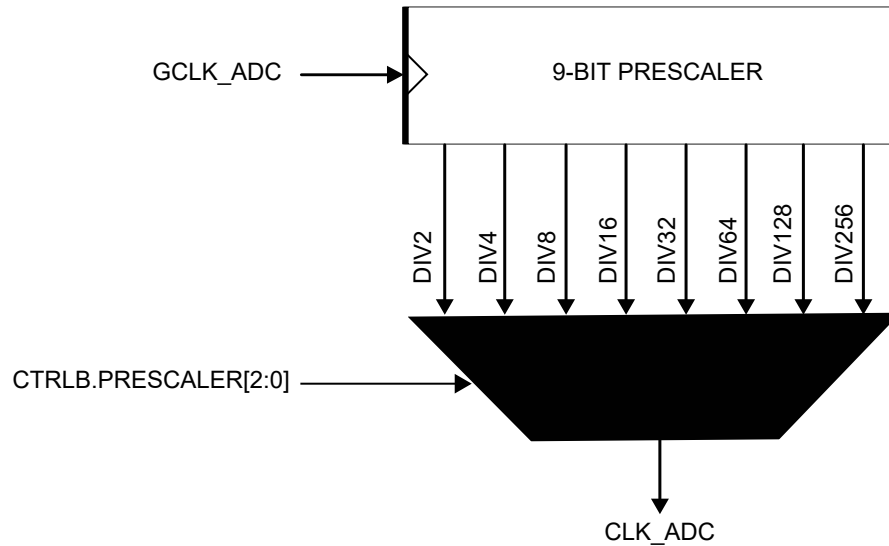 GCLK_ADC
9-BIT PRESCALER
DIV2
DIV4
DIV8
DIV16
DIV32
DIV64
DIV128
DIV256
CTRLB.PRESCALER[2:0]
CLK_ADC